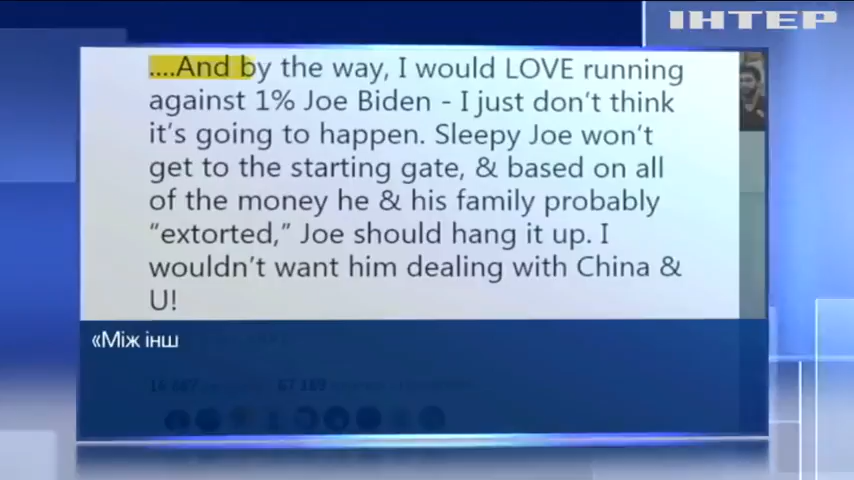 ІНТЕР
....And by the way, I would LOVE running
against 1% Joe Biden - I just don't think
it's going to happen. Sleepy Joe won't
get to the starting gate, & based on all
of the money he & his family probably
"extorted," Joe should hang it up. I
wouldn't want him dealing with China &
U!
«Між інш